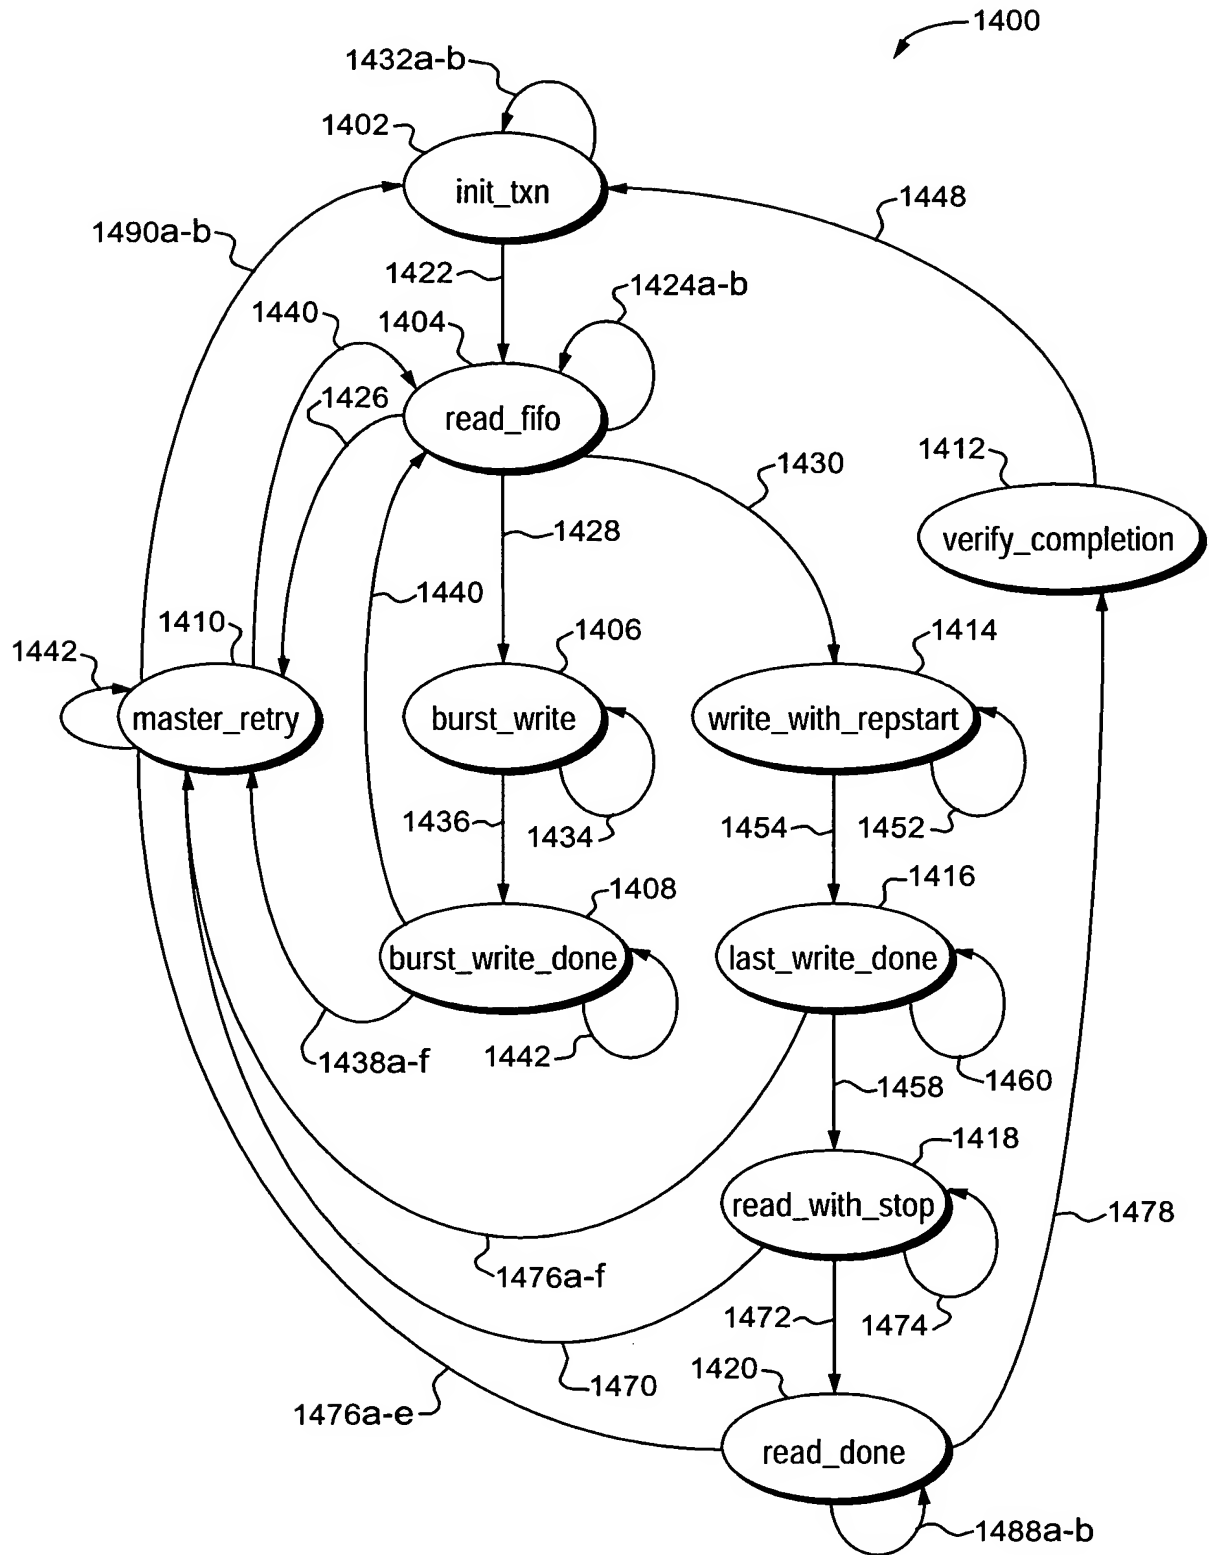 1400
1432a-b
1402
init_txn
1448
1490a-b
1422
1424a-b
1440
1404
1426
read_fifo
1412
1430
verify_completion
1428
1440
1410
1406
1414
1442
master_retry
burst_write
write_with_repstart
1436
1434
1454
1452
1408
1416
burst_write_done
last_write_done
1442
1438a-f
1460
1458
1418
read_with_stop
1478
1476a-f
1472
1474
1420
1470
1476a-e
read_done
1488a-b